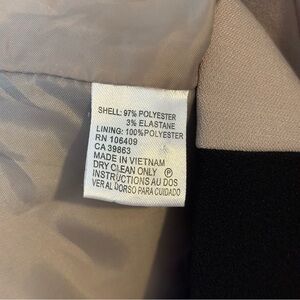 SHELL: 97% POLYESTER
3% ELASTANE
LINING: 100% POLYESTER
RN 106409
CA 39863
MADE IN VIETNAM
DRY CLEAN ONLY Ⓟ
INSTRUCTIONS AU DOS
VER AL DORSO PARA CUIDADO